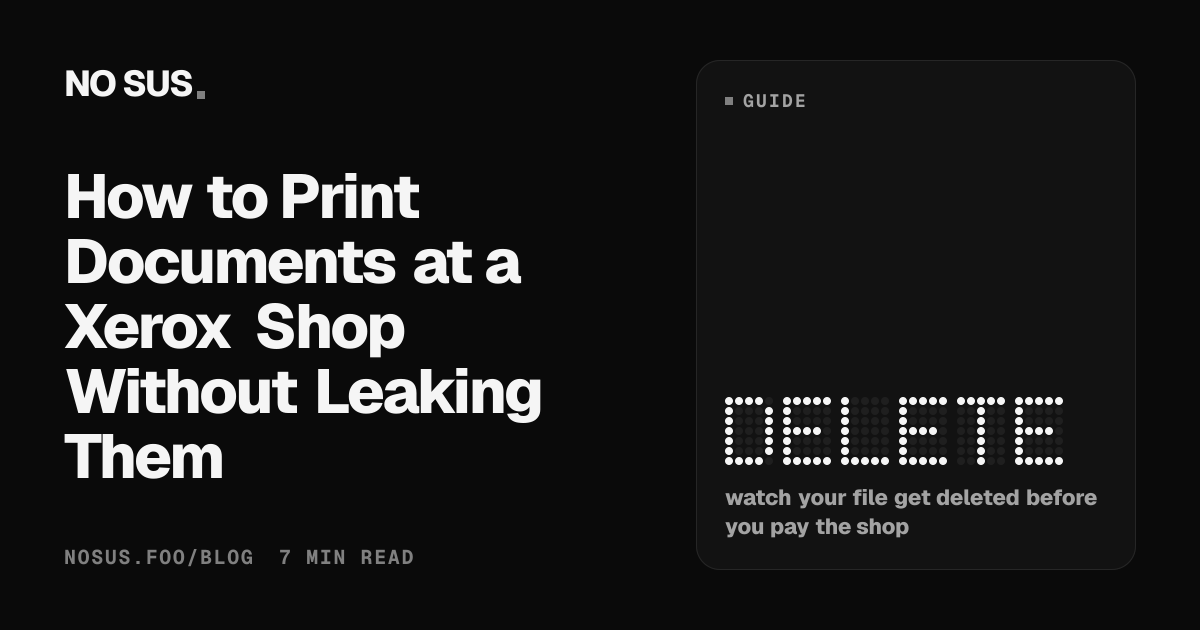 NO SUS.
How to Print
Documents at a
Xerox Shop
Without Leaking
Them
NOSUS.FOO/BLOG 7 MIN READ
GUIDE
DELETE
watch your file get deleted before
you pay the shop